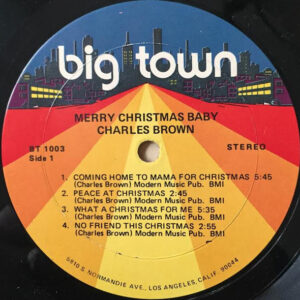 big town
MERRY CHRISTMAS BABY
CHARLES BROWN
BT 1003
Side 1
STEREO
1. COMING HOME TO MAMA FOR CHRISTMAS 5:45
(Charles Brown) Modern Music Pub. BMI
2. PEACE AT CHRISTMAS 2:45
(Charles Brown) Modern Music Pub. BMI
3. WHAT A CHRISTMAS FOR ME 5:35
(Charles Brown) Modern Music Pub. BMI
4. NO FRIEND THIS CHRISTMAS 2:55
(Charles Brown) Modern Music Pub. BMI
5810 S. NORMANDIE AVE., LOS ANGELES, CALIF. 90044